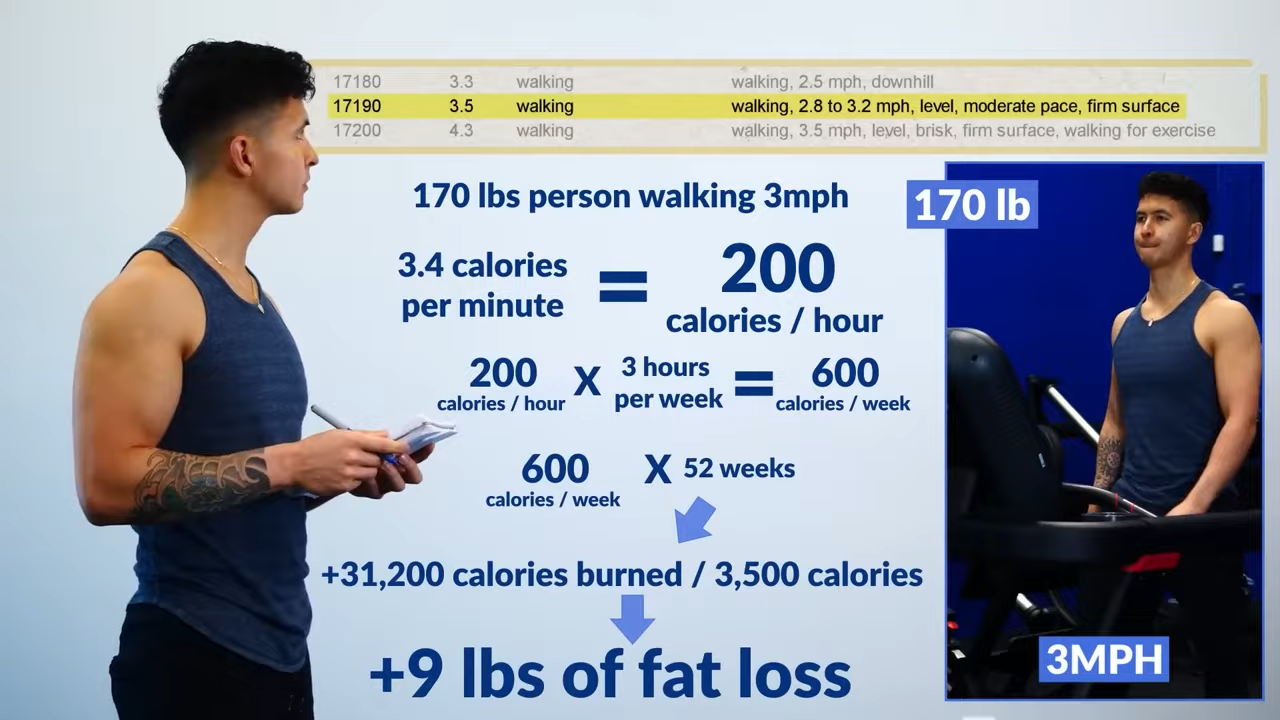 17180 3.3 walking walking, 2.5 mph, downhill
17190 3.5 walking walking, 2.8 to 3.2 mph, level, moderate pace, firm surface
17200 4.3 walking walking, 3.5 mph, level, brisk, firm surface, walking for exercise
170 lbs person walking 3mph
170 lb
3.4 calories
per minute
=
200
calories / hour
200
calories / hour
X
3 hours
per week
=
600
calories / week
600
calories / week
X
52 weeks
+31,200 calories burned / 3,500 calories
+9 lbs of fat loss
3MPH